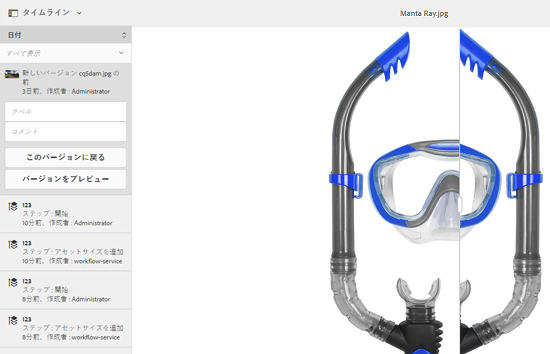 タイムライン
Manta Ray.jpg
日付
すべて表示
新しいバージョン cq5dam.jpg の
前
3日前、作成者 : Administrator
ラベル
コメント
このバージョンに戻る
バージョンをプレビュー
123
ステップ : 開始
10分前、作成者 : Administrator
123
ステップ : アセットサイズを追加
10分前、作成者 : workflow-service
123
ステップ : 開始
8分前、作成者 : Administrator
123
ステップ : アセットサイズを追加
8分前、作成者 : workflow-service